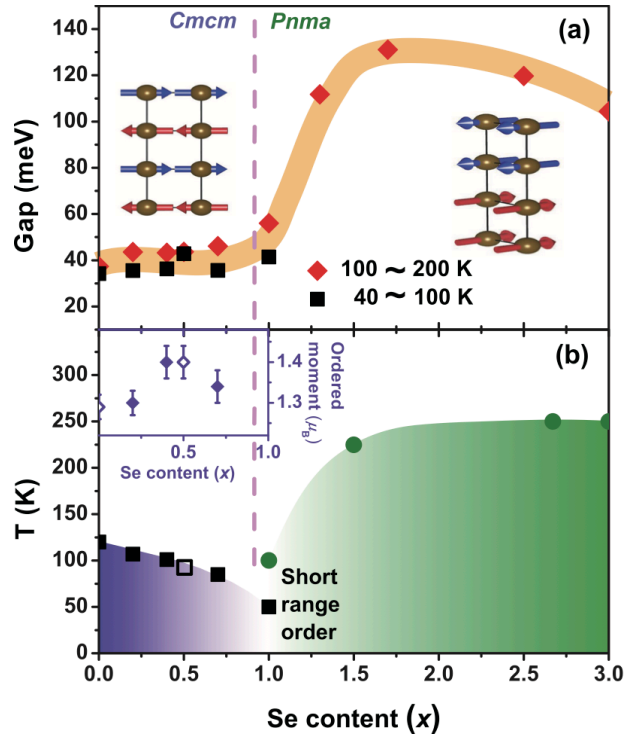 Cmcm
Pnma
(a)
140
120
100
80
60
40
20
Gap (meV)
100 ~ 200 K
40 ~ 100 K
(b)
300
250
200
150
100
50
0
T (K)
1.4
1.3
Ordered
moment (μB)
0.5
1.0
Se content (x)
Short
range
order
0.0
0.5
1.0
1.5
2.0
2.5
3.0
Se content (x)